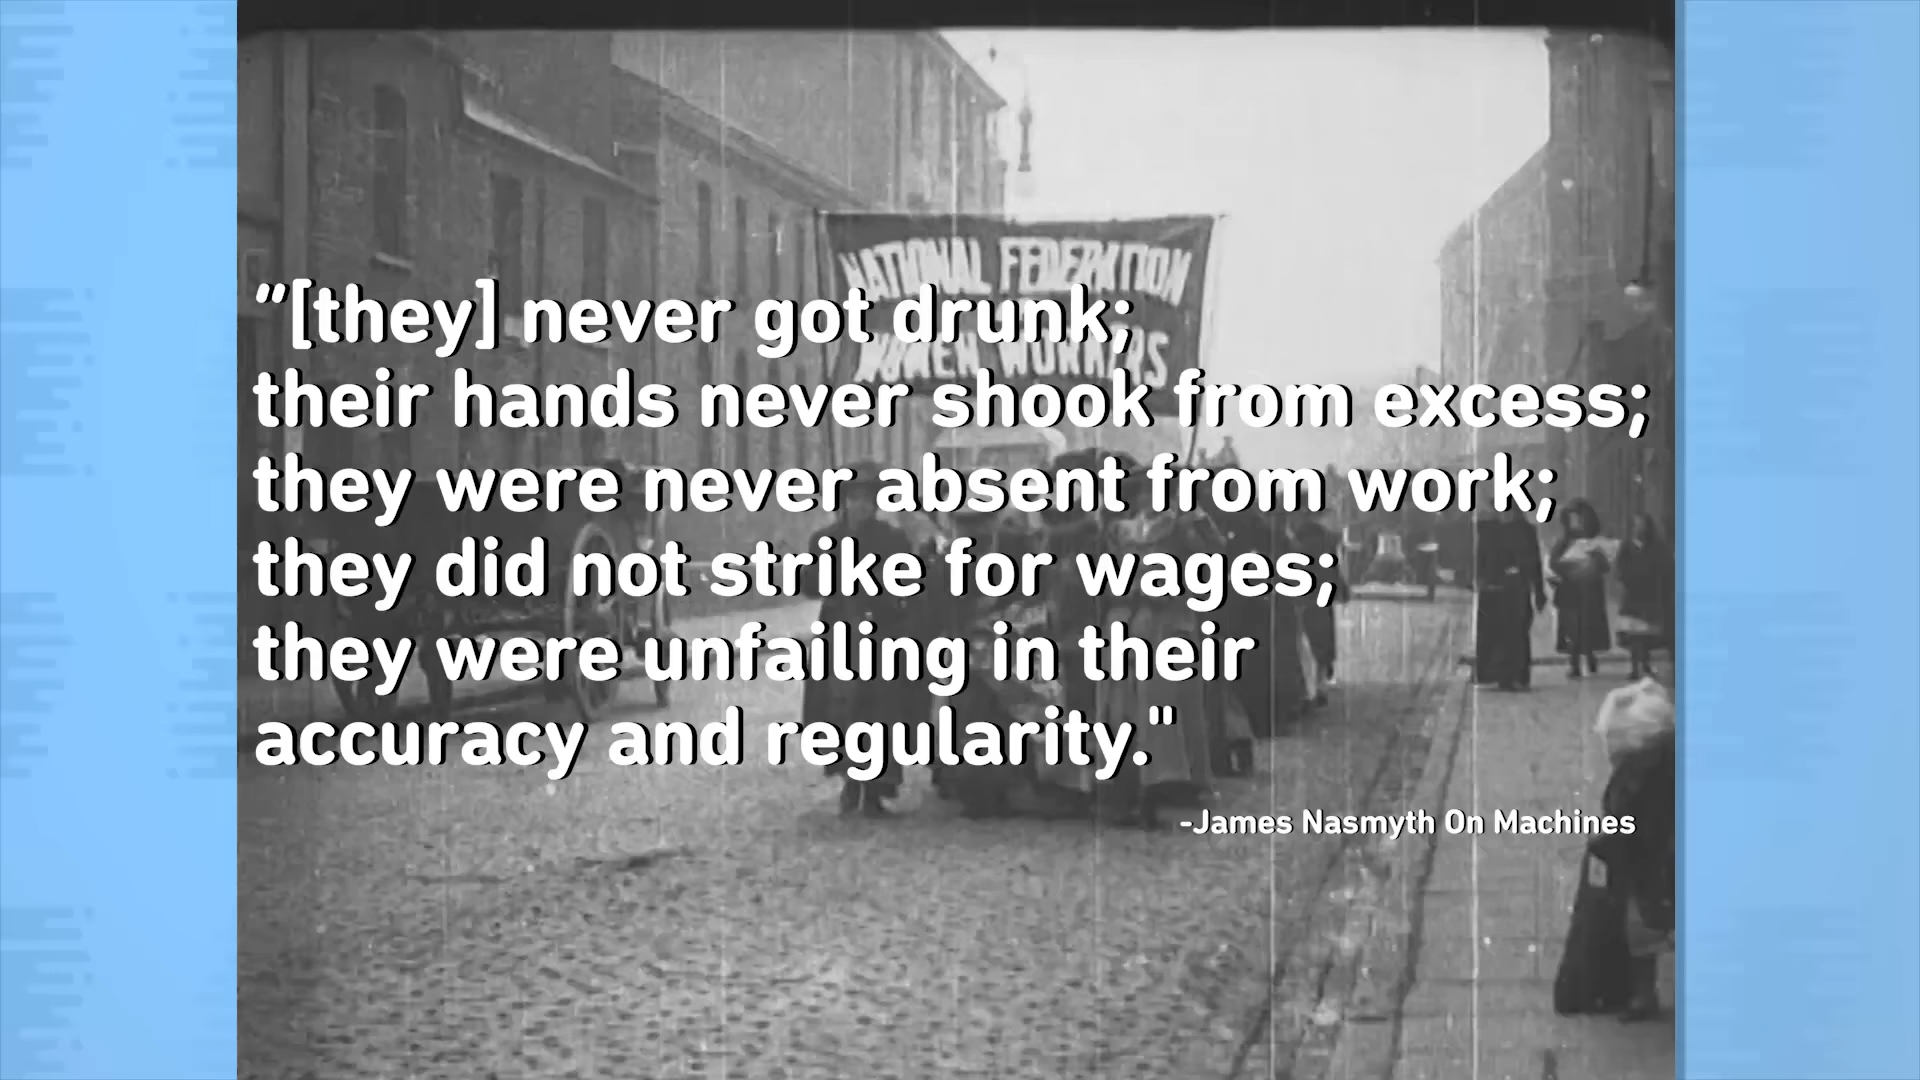 NATIONAL FEDERATION
WOMEN WORKERS
"[they] never got drunk;
their hands never shook from excess;
they were never absent from work;
they did not strike for wages;
they were unfailing in their
accuracy and regularity."
-James Nasmyth On Machines